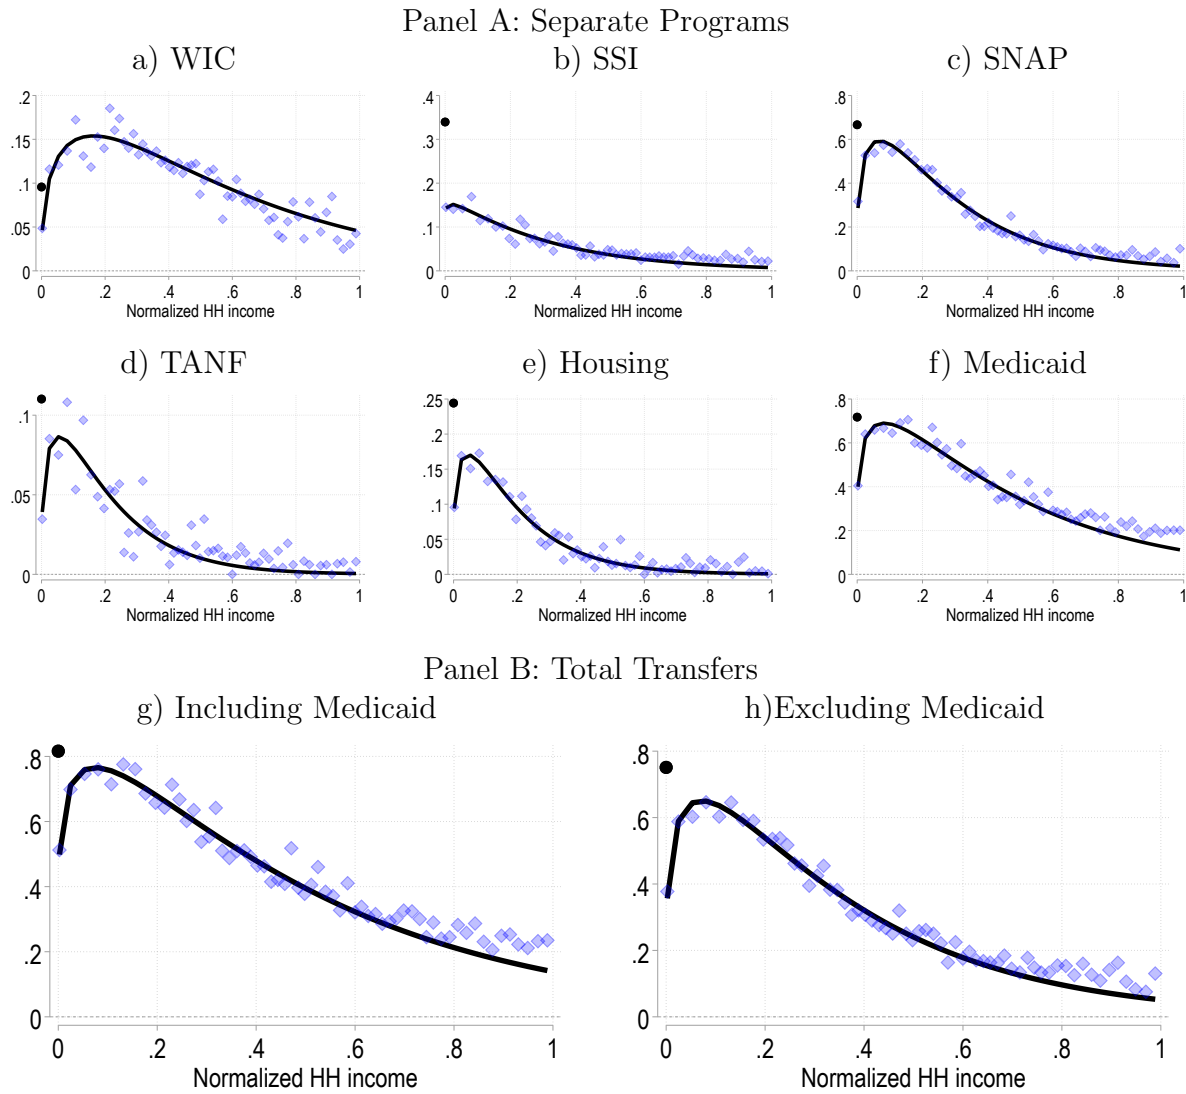 Panel A: Separate Programs
a) WIC
b) SSI
c) SNAP
.2
.15
.1
.05
0
0 .2 .4 .6 .8 1
Normalized HH income
.4
.3
.2
.1
0
0 .2 .4 .6 .8 1
Normalized HH income
.8
.6
.4
.2
0
0 .2 .4 .6 .8 1
Normalized HH income
d) TANF
e) Housing
f) Medicaid
.1
.05
0
0 .2 .4 .6 .8 1
Normalized HH income
.25
.2
.15
.1
.05
0
0 .2 .4 .6 .8 1
Normalized HH income
.8
.6
.4
.2
0
0 .2 .4 .6 .8 1
Normalized HH income
Panel B: Total Transfers
g) Including Medicaid
h)Excluding Medicaid
.8
.6
.4
.2
0
0 .2 .4 .6 .8 1
Normalized HH income
.8
.6
.4
.2
0
0 .2 .4 .6 .8 1
Normalized HH income